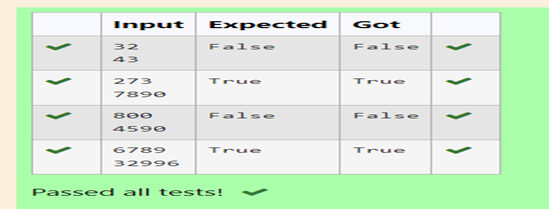 Input Expected Got
32 False False
43
273 True True
7890
800 False False
4590
6789 True True
32996
Passed all tests!